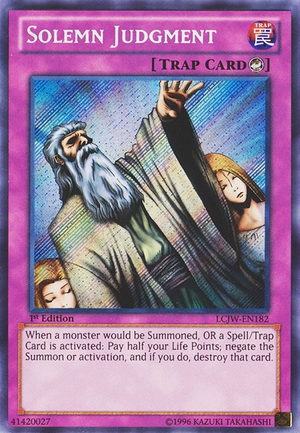 SOLEMN JUDGMENT
TRAP
罠
[TRAP CARD]
1st Edition
LCJW-EN182
When a monster would be Summoned, OR a Spell/Trap
Card is activated: Pay half your Life Points; negate
the Summon or activation, and if you do, destroy that
card.
41420027
©1996 KAZUKI TAKAHASHI